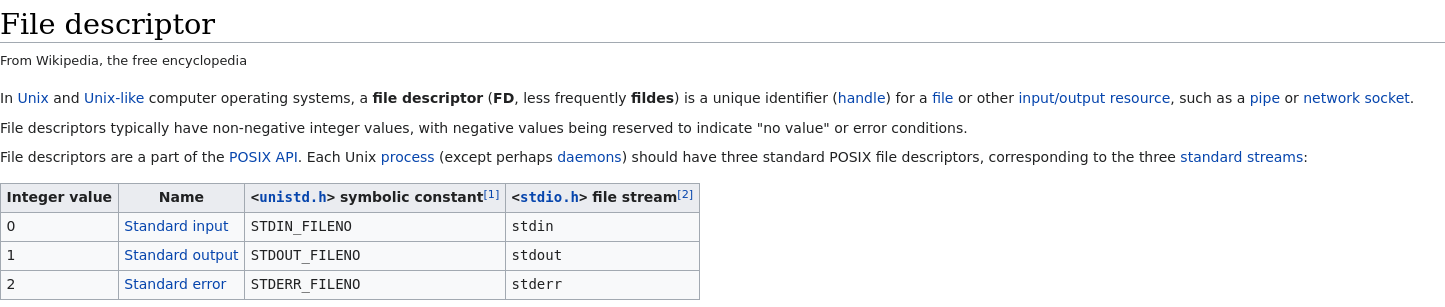 File descriptor
From Wikipedia, the free encyclopedia
In Unix and Unix-like computer operating systems, a file descriptor (FD, less frequently fildes) is a unique identifier (handle) for a file or other input/output resource, such as a pipe or network socket.
File descriptors typically have non-negative integer values, with negative values being reserved to indicate "no value" or error conditions.
File descriptors are a part of the POSIX API. Each Unix process (except perhaps daemons) should have three standard POSIX file descriptors, corresponding to the three standard streams:
Integer value Name <unistd.h> symbolic constant[1] <stdio.h> file stream[2]
0 Standard input STDIN_FILENO stdin
1 Standard output STDOUT_FILENO stdout
2 Standard error STDERR_FILENO stderr